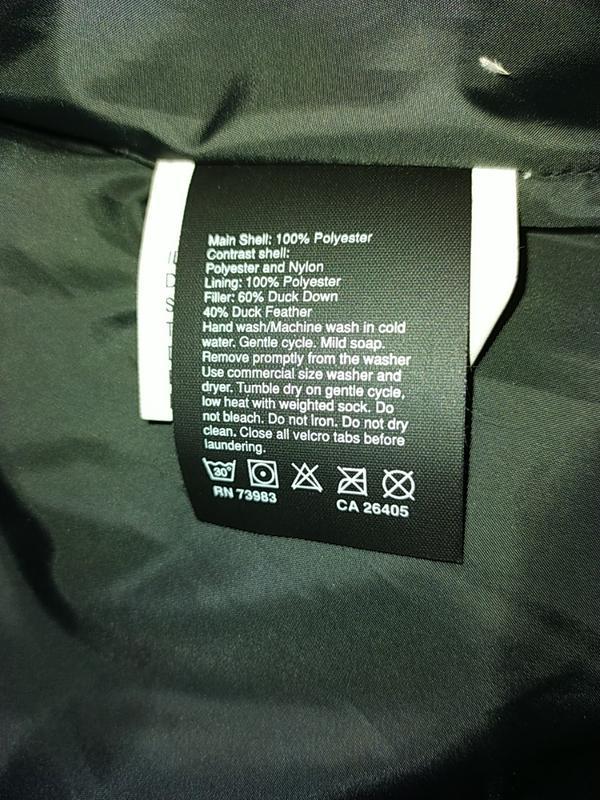 Main Shell: 100% Polyester
Contrast shell:
Polyester and Nylon
Lining: 100% Polyester
Filler: 60% Duck Down
40% Duck Feather
Hand wash/Machine wash in cold
water. Gentle cycle. Mild soap.
Remove promptly from the washer
Use commercial size washer and
dryer. Tumble dry on gentle cycle,
low heat with weighted sock. Do
not bleach. Do not Iron. Do not dry
clean. Close all velcro tabs before
laundering.
30°
RN 73983
CA 26405